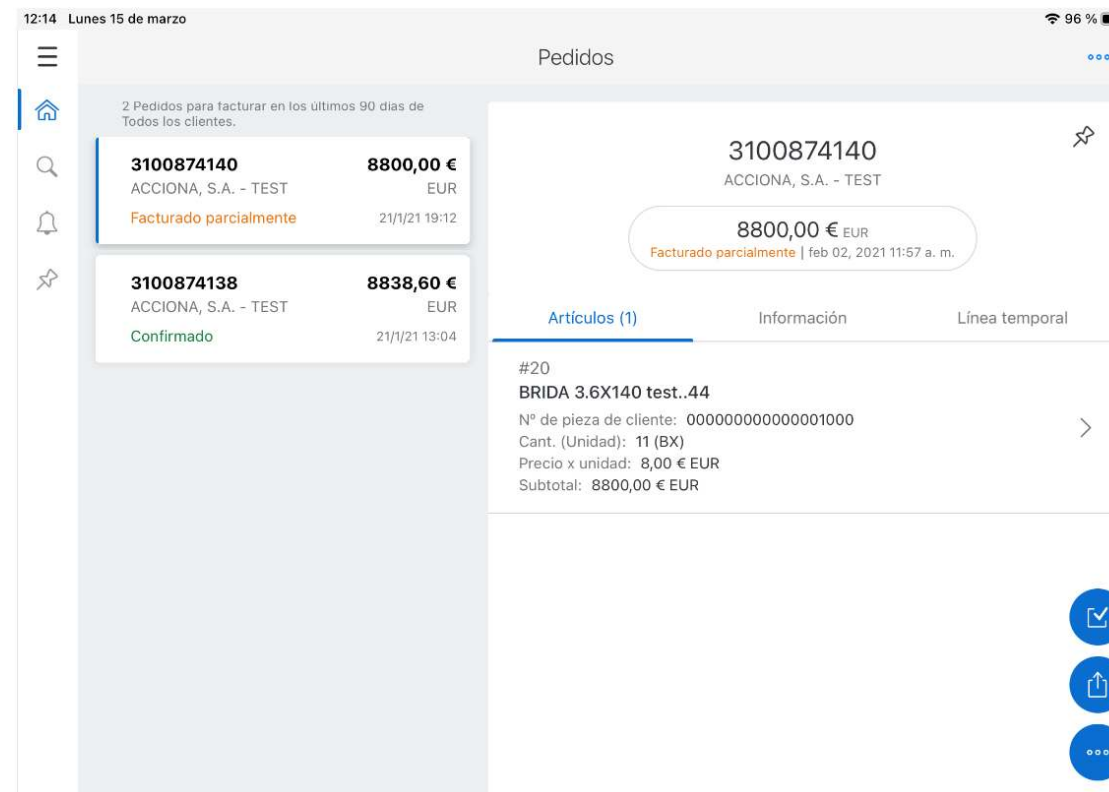 12:14 Lunes 15 de marzo
96 %
Pedidos
2 Pedidos para facturar en los últimos 90 dias de
Todos los clientes.
3100874140 8800,00 €
ACCIONA, S.A. - TEST EUR
Facturado parcialmente 21/1/21 19:12
3100874138 8838,60 €
ACCIONA, S.A. - TEST EUR
Confirmado 21/1/21 13:04
3100874140
ACCIONA, S.A. - TEST
8800,00 € EUR
Facturado parcialmente | feb 02, 2021 11:57 a. m.
Artículos (1) Información Línea temporal
#20
BRIDA 3.6X140 test..44
Nº de pieza de cliente: 000000000000001000
Cant. (Unidad): 11 (BX)
Precio x unidad: 8,00 € EUR
Subtotal: 8800,00 € EUR